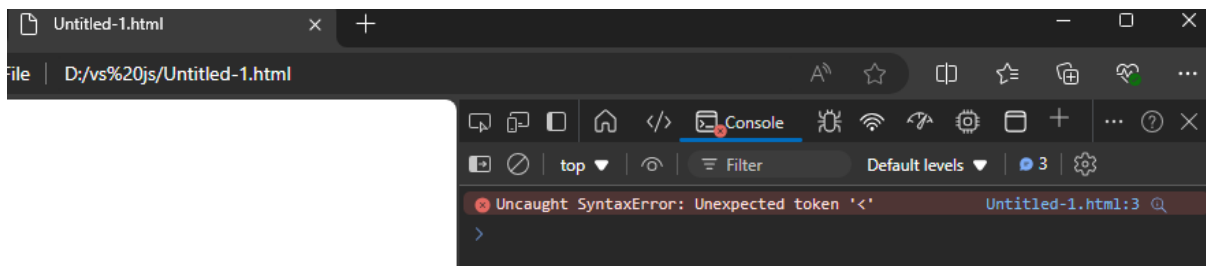 Untitled-1.html
File D:/vs%20js/Untitled-1.html
Console
top Filter Default levels 3
Uncaught SyntaxError: Unexpected token '<' Untitled-1.html:3